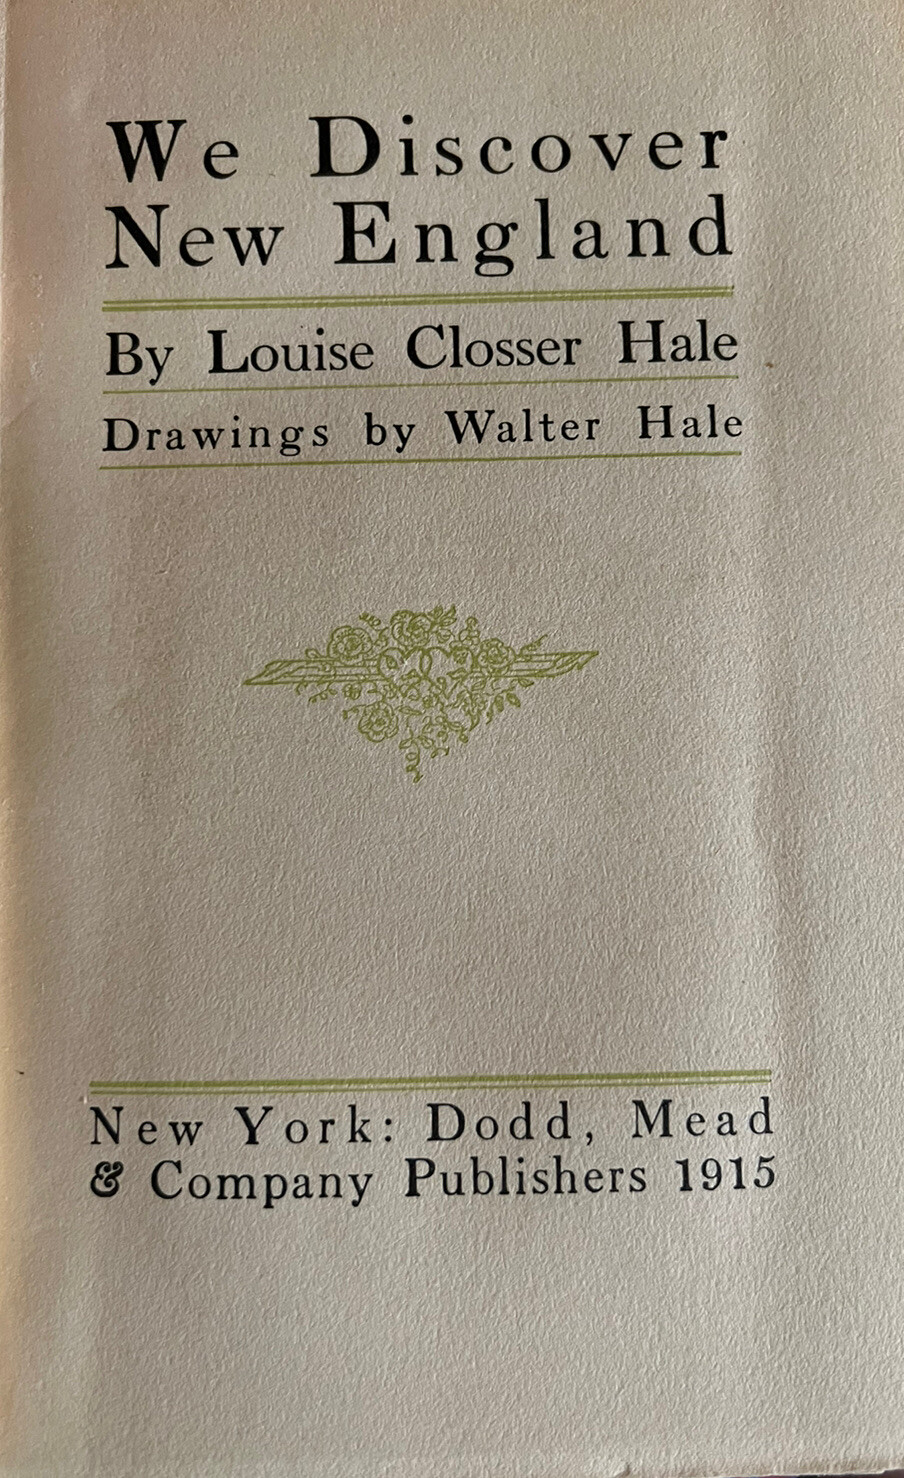 We Discover
New England
By Louise Closser Hale
Drawings by Walter Hale
New York: Dodd, Mead
& Company Publishers 1915